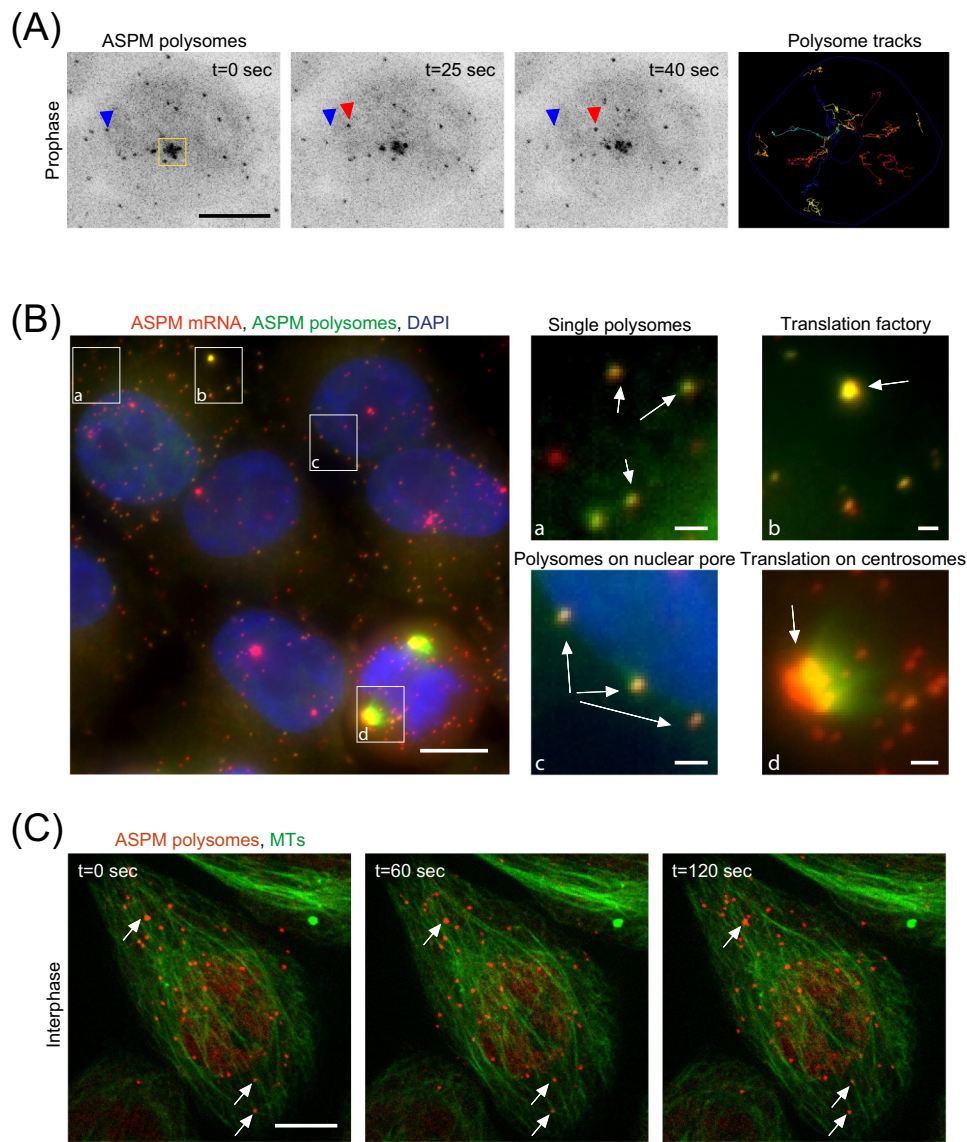 (A)
ASPM polysomes
Polysome tracks
Prophase
t=0 sec
t=25 sec
t=40 sec
(B)
ASPM mRNA, ASPM polysomes, DAPI
Single polysomes
Translation factory
a
b
c
d
a
b
Polysomes on nuclear pore
Translation on centrosomes
c
d
(C)
ASPM polysomes, MTs
Interphase
t=0 sec
t=60 sec
t=120 sec